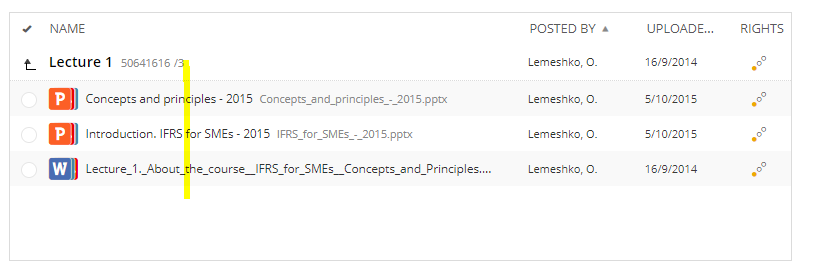 NAME POSTED BY ▲ UPLOADE... RIGHTS
Lecture 1 50641616 /3 Lemeshko, O. 16/9/2014
P Concepts and principles - 2015 Concepts_and_principles_-_2015.pptx Lemeshko, O. 5/10/2015
P Introduction. IFRS for SMEs - 2015 IFRS_for_SMEs_-_2015.pptx Lemeshko, O. 5/10/2015
W Lecture_1._About_the_course__IFRS_for_SMEs__Concepts_and_Principles.... Lemeshko, O. 16/9/2014